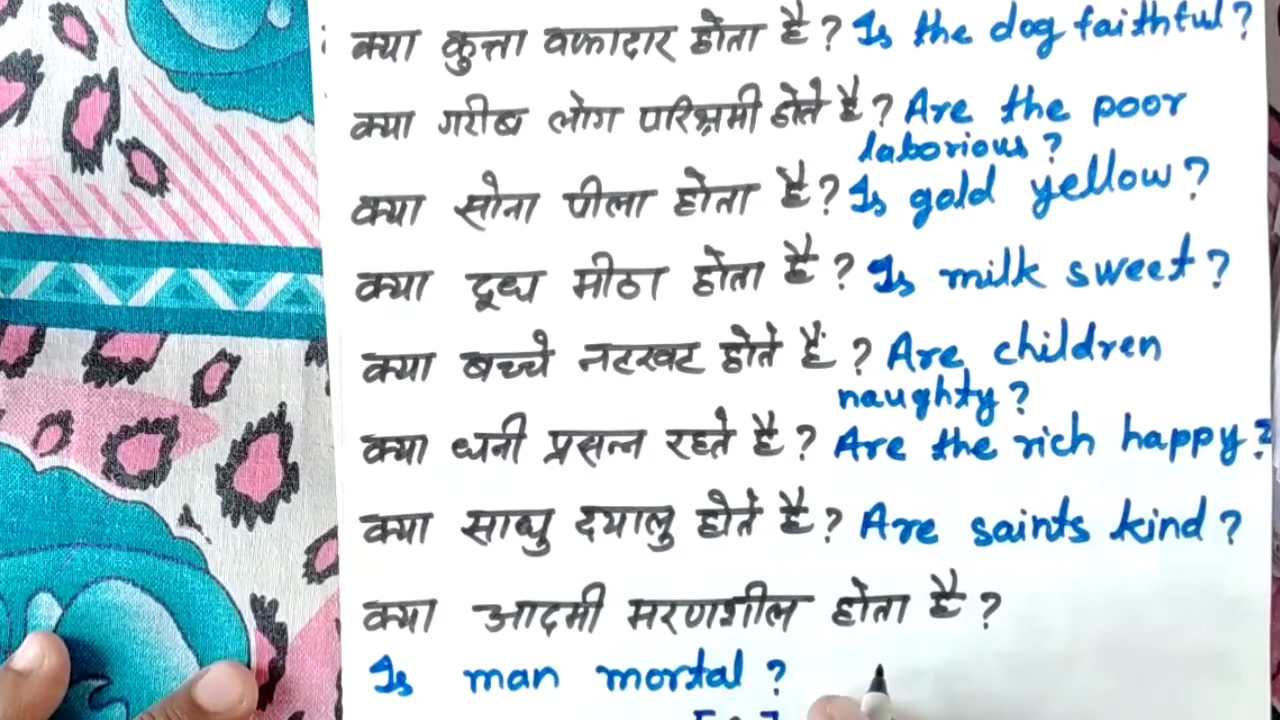 क्या कुत्ता वफादार होता है? Is the dog faithful?
क्या गरीब लोग परिश्रमी होते है? Are the poor
laborious?
क्या सोना पीला होता है? Is gold yellow?
क्या दूध मीठा होता है? Is milk sweet?
क्या बच्चे नटखट होते हैं? Are children
naughty?
क्या धनी प्रसन्न रहते है? Are the rich happy?
क्या साधु दयालु होते है? Are saints kind?
क्या आदमी मरणशील होता है?
Is man mortal?